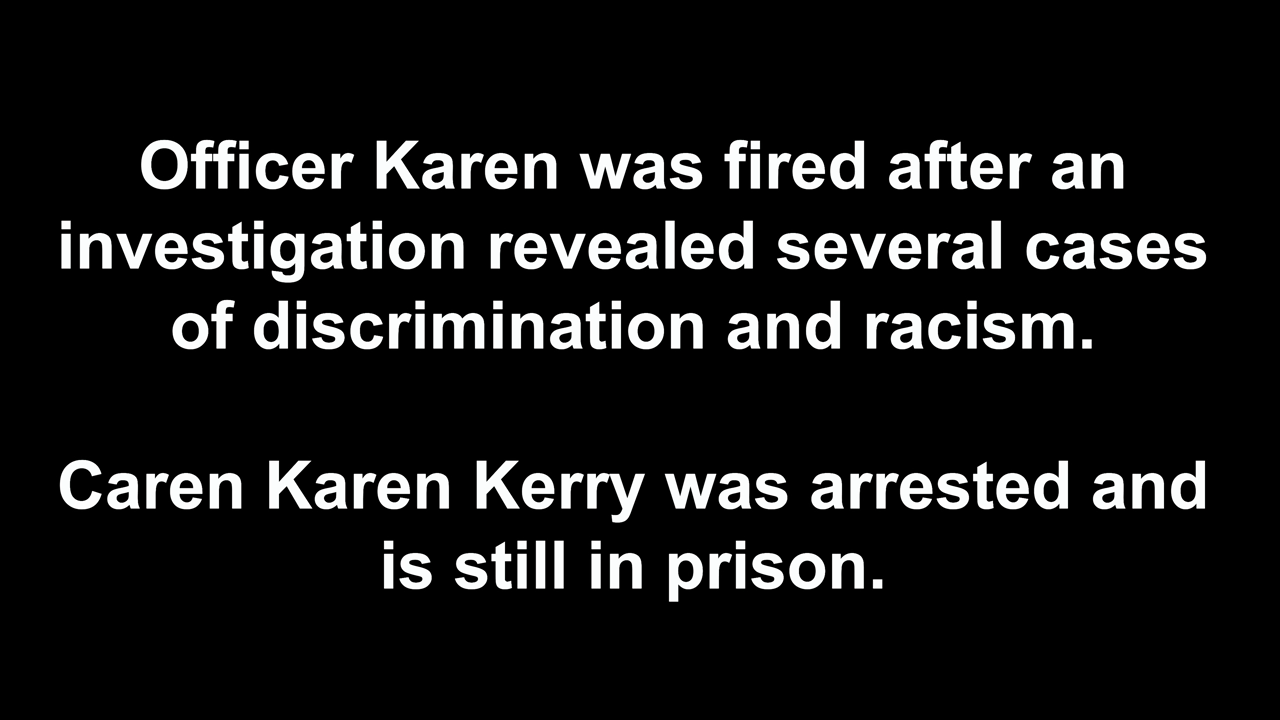 Officer Karen was fired after an
investigation revealed several cases
of discrimination and racism.
Caren Karen Kerry was arrested and
is still in prison.